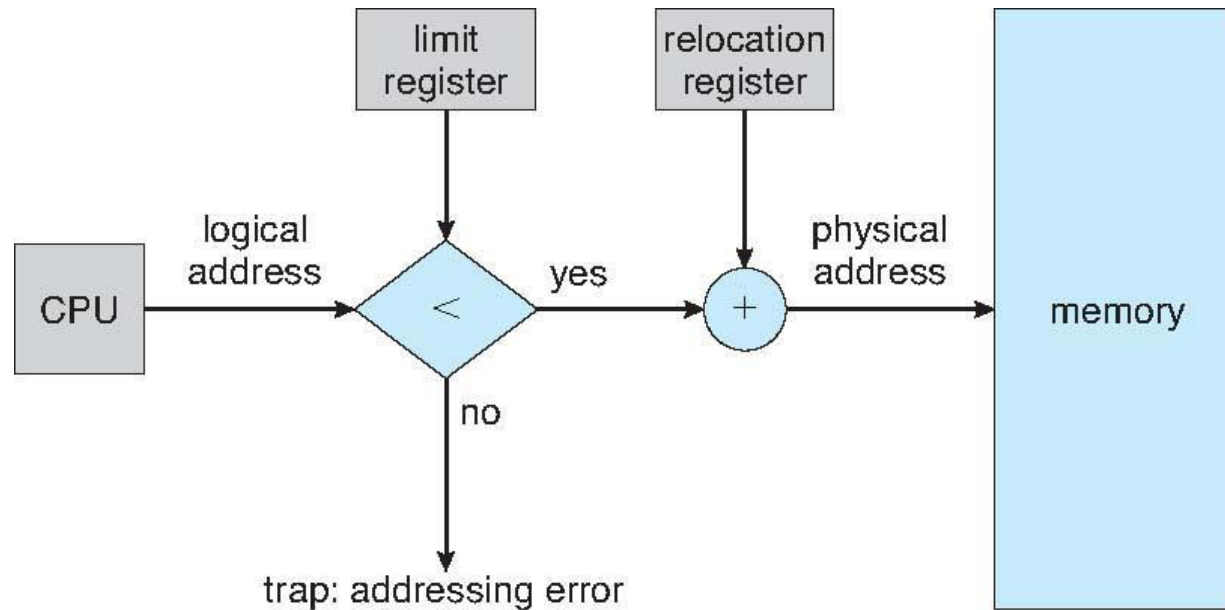 limit
register
relocation
register
logical
address
physical
address
CPU
<
yes
+
memory
no
trap: addressing error